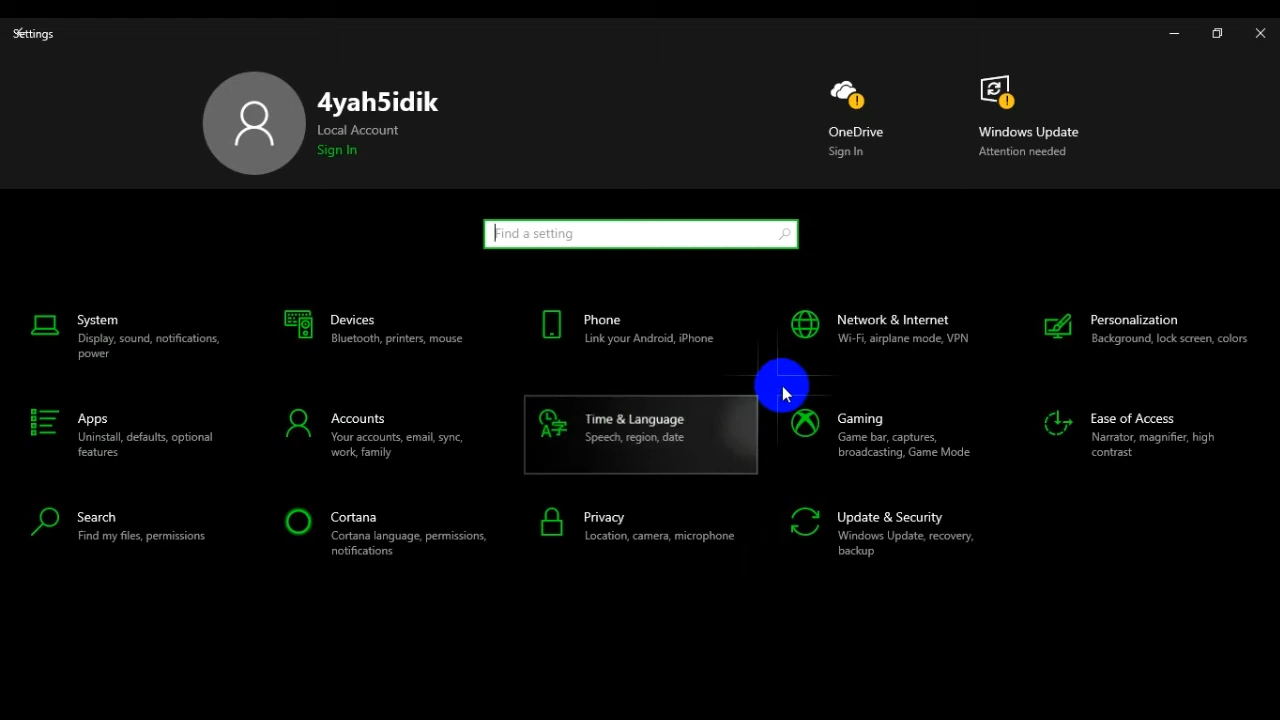 Settings
4yah5idik
Local Account
Sign In
OneDrive
Sign In
Windows Update
Attention needed
Find a setting
System
Display, sound, notifications,
power
Devices
Bluetooth, printers, mouse
Phone
Link your Android, iPhone
Network & Internet
Wi-Fi, airplane mode, VPN
Personalization
Background, lock screen, colors
Apps
Uninstall, defaults, optional
features
Accounts
Your accounts, email, sync,
work, family
Time & Language
Speech, region, date
Gaming
Game bar, captures,
broadcasting, Game Mode
Ease of Access
Narrator, magnifier, high
contrast
Search
Find my files, permissions
Cortana
Cortana language, permissions,
notifications
Privacy
Location, camera, microphone
Update & Security
Windows Update, recovery,
backup